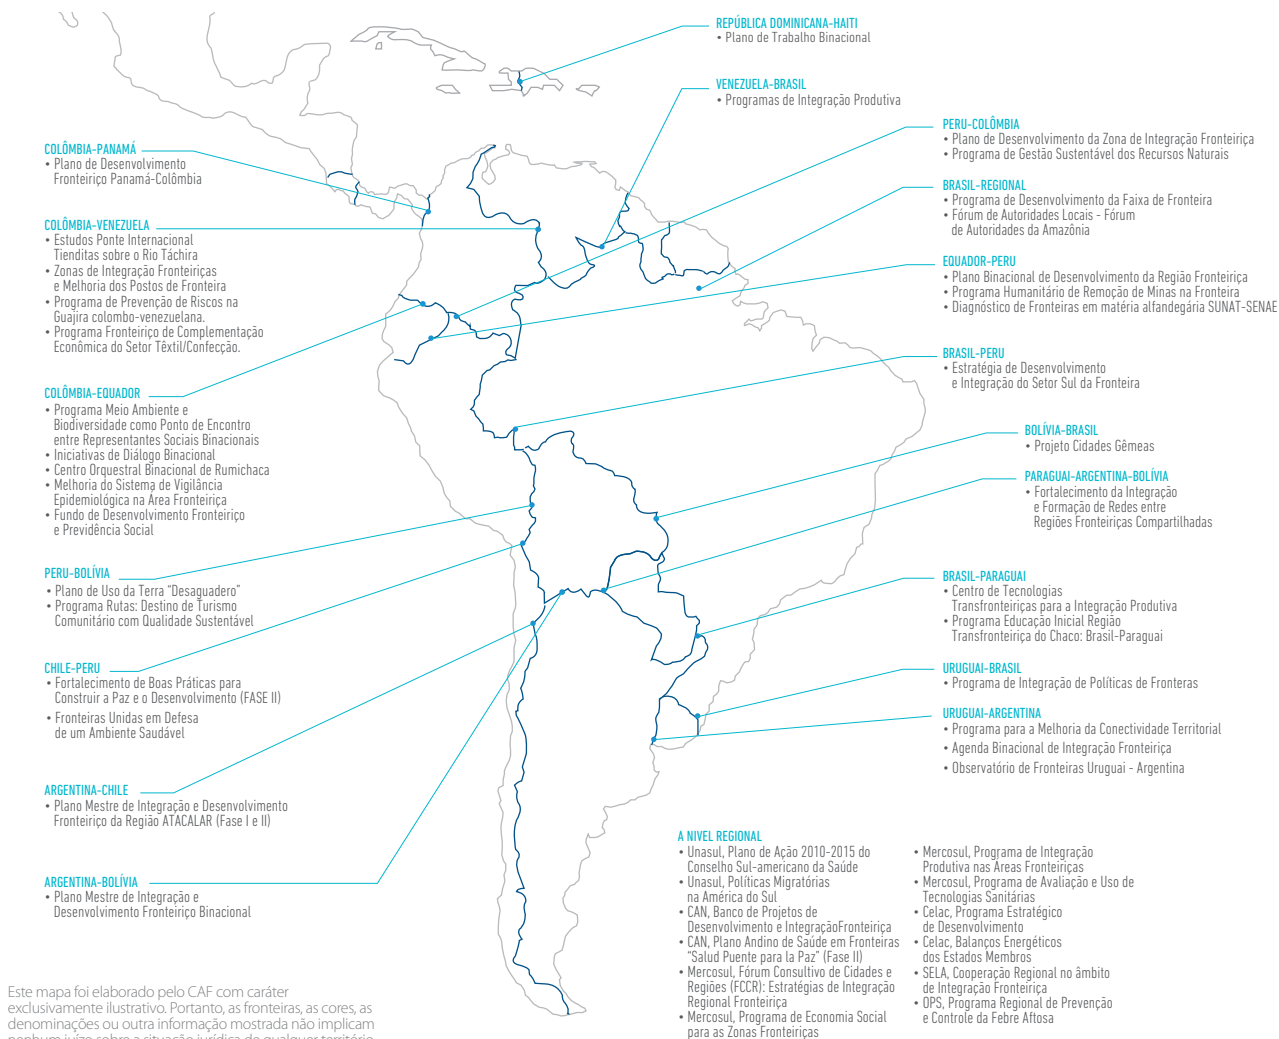 REPÚBLICA DOMINICANA-HAITI
• Plano de Trabalho Binacional
VENEZUELA-BRASIL
• Programas de Integração Produtiva
COLÔMBIA-PANAMÁ
• Plano de Desenvolvimento
Fronteiriço Panamá-Colômbia
COLÔMBIA-VENEZUELA
• Estudos Ponte Internacional
Tienditas sobre o Rio Táchira
• Zonas de Integração Fronteiriças
e Melhoria dos Postos de Fronteira
• Programa de Prevenção de Riscos na
Guajira colombo-venezuelana.
• Programa Fronteiriço de Complementação
Econômica do Setor Têxtil/Confecção.
COLÔMBIA-EQUADOR
• Programa Meio Ambiente e
Biodiversidade como Ponto de Encontro
entre Representantes Sociais Binacionais
• Iniciativas de Diálogo Binacional
• Centro Orquestral Binacional de Rumichaca
• Melhoria do Sistema de Vigilância
Epidemiológica na Área Fronteiriça
• Fundo de Desenvolvimento Fronteiriço
e Previdência Social
PERU-BOLÍVIA
• Plano de Uso da Terra “Desaguadero”
• Programa Rutas: Destino de Turismo
Comunitário com Qualidade Sustentável
CHILE-PERU
• Fortalecimento de Boas Práticas para
Construir a Paz e o Desenvolvimento (FASE II)
• Fronteiras Unidas em Defesa
de um Ambiente Saudável
ARGENTINA-CHILE
• Plano Mestre de Integração e Desenvolvimento
Fronteiriço da Região ATACALAR (Fase I e II)
ARGENTINA-BOLÍVIA
• Plano Mestre de Integração e
Desenvolvimento Fronteiriço Binacional
PERU-COLÔMBIA
• Plano de Desenvolvimento da Zona de Integração Fronteiriça
• Programa de Gestão Sustentável dos Recursos Naturais
BRASIL-REGIONAL
• Programa de Desenvolvimento da Faixa de Fronteira
• Fórum de Autoridades Locais - Fórum
de Autoridades da Amazônia
EQUADOR-PERU
• Plano Binacional de Desenvolvimento da Região Fronteiriça
• Programa Humanitário de Remoção de Minas na Fronteira
• Diagnóstico de Fronteiras em matéria alfandegária SUNAT-SENAE
BRASIL-PERU
• Estratégia de Desenvolvimento
e Integração do Setor Sul da Fronteira
BOLÍVIA-BRASIL
• Projeto Cidades Gêmeas
PARAGUAI-ARGENTINA-BOLÍVIA
• Fortalecimento da Integração
e Formação de Redes entre
Regiões Fronteiriças Compartilhadas
BRASIL-PARAGUAI
• Centro de Tecnologias
Transfronteiriças para a Integração Produtiva
• Programa Educação Inicial Região
Transfronteiriça do Chaco: Brasil-Paraguai
URUGUAI-BRASIL
• Programa de Integração de Políticas de Fronteras
URUGUAI-ARGENTINA
• Programa para a Melhoria da Conectividade Territorial
• Agenda Binacional de Integração Fronteiriça
• Observatório de Fronteiras Uruguai - Argentina
A NIVEL REGIONAL
• Unasul, Plano de Ação 2010-2015 do
Conselho Sul-americano da Saúde
• Unasul, Políticas Migratórias
na América do Sul
• CAN, Banco de Projetos de
Desenvolvimento e IntegraçãoFronteiriça
• CAN, Plano Andino de Saúde em Fronteiras
“Salud Puente para la Paz” (Fase II)
• Mercosul, Fórum Consultivo de Cidades e
Regiões (FCCR): Estratégias de Integração
Regional Fronteiriça
• Mercosul, Programa de Economia Social
para as Zonas Fronteiriças
• Mercosul, Programa de Integração
Produtiva nas Áreas Fronteiriças
• Mercosul, Programa de Avaliação e Uso de
Tecnologias Sanitárias
• Celac, Programa Estratégico
de Desenvolvimento
• Celac, Balanços Energéticos
dos Estados Membros
• SELA, Cooperação Regional no âmbito
de Integração Fronteiriça
• OPS, Programa Regional de Prevenção
e Controle da Febre Aftosa
Este mapa foi elaborado pelo CAF com caráter
exclusivamente ilustrativo. Portanto, as fronteiras, as cores, as
denominações ou outra informação mostrada não implicam
nenhum juízo sobre a situação jurídica de qualquer território